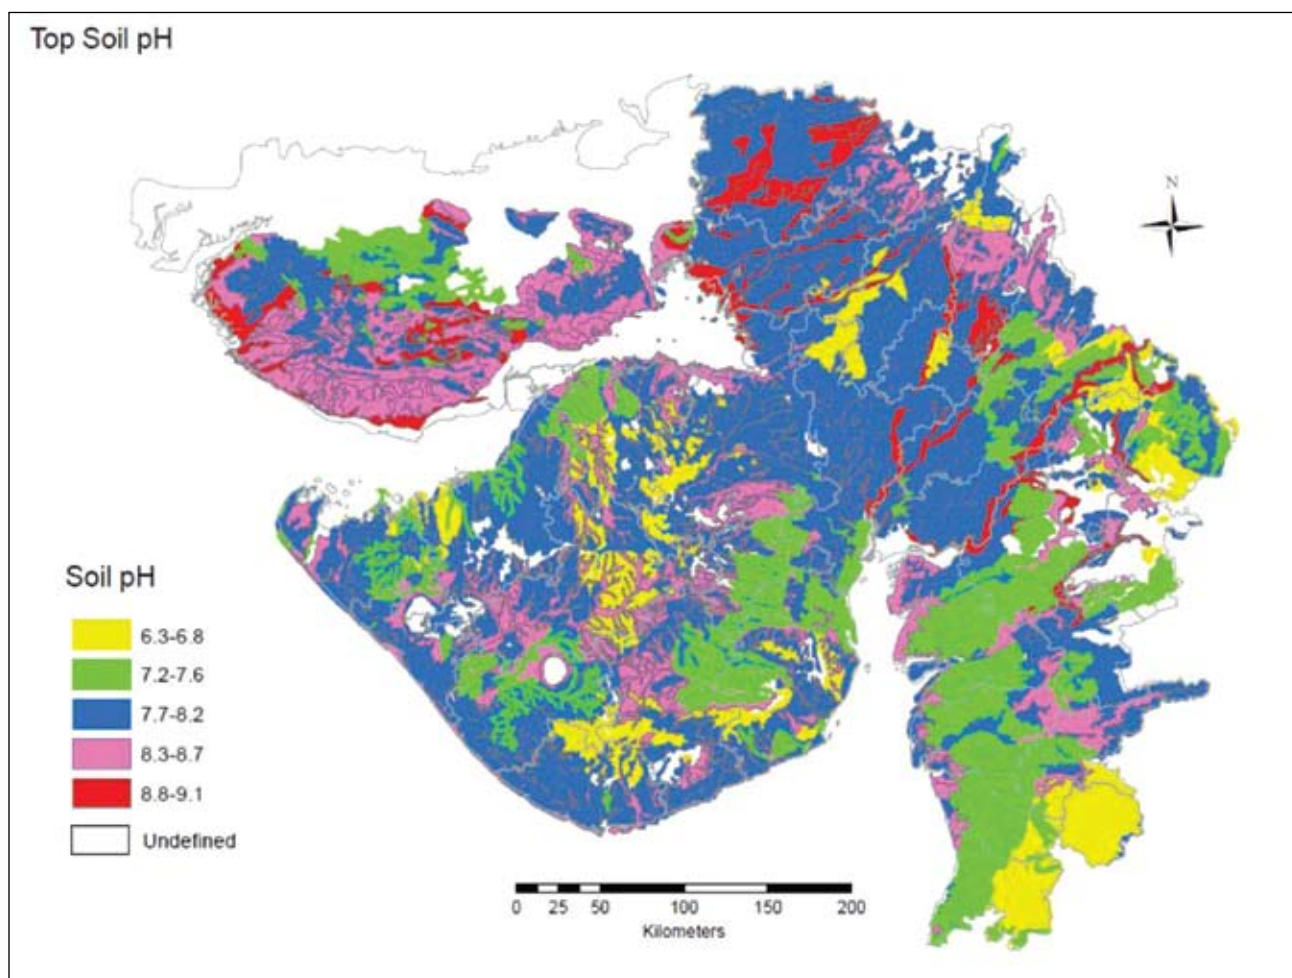 Top Soil pH
N
Soil pH
6.3-6.8
7.2-7.6
7.7-8.2
8.3-8.7
8.8-9.1
Undefined
0 25 50 100 150 200
Kilometers